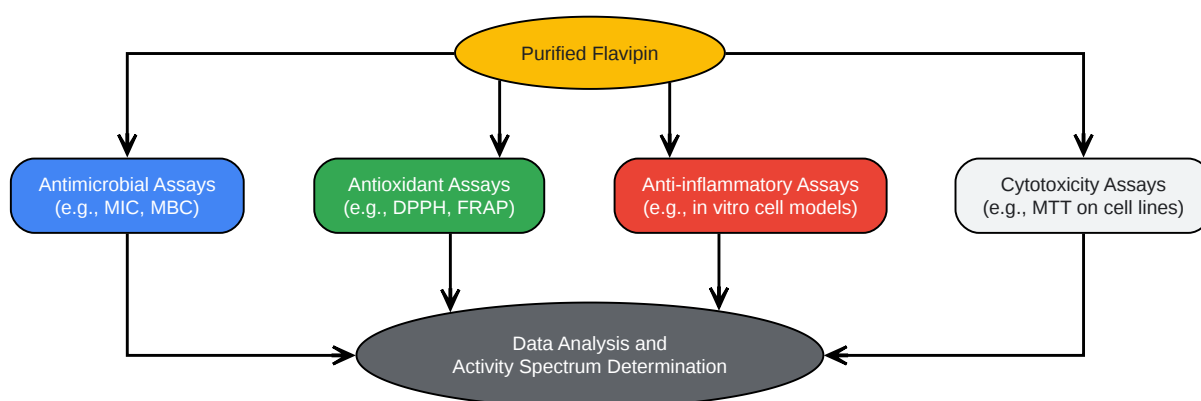 Purified Flavipin
Antimicrobial Assays
(e.g., MIC, MBC)
Antioxidant Assays
(e.g., DPPH, FRAP)
Anti-inflammatory Assays
(e.g., in vitro cell models)
Cytotoxicity Assays
(e.g., MTT on cell lines)
Data Analysis and
Activity Spectrum Determination